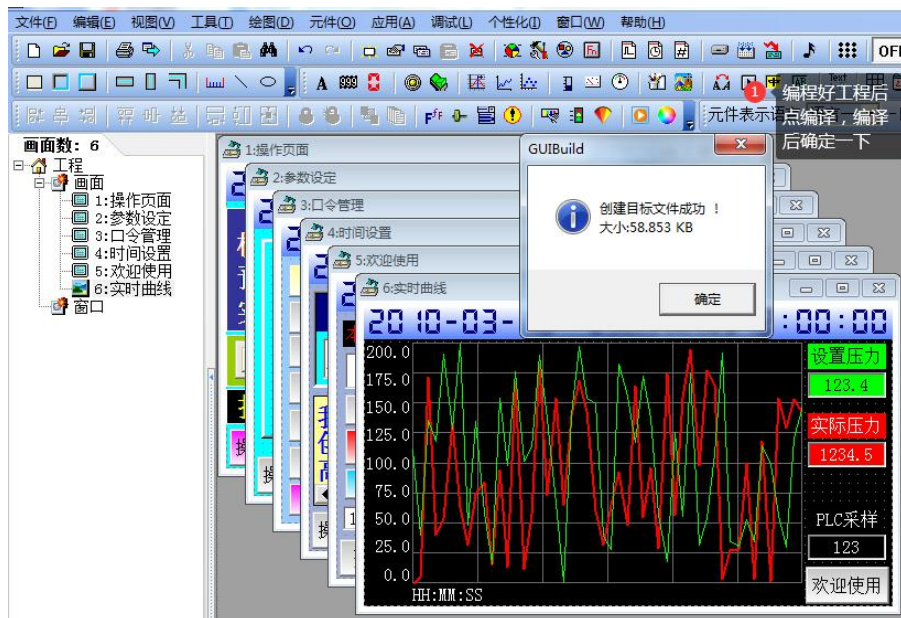 文件(F) 编辑(E) 视图(V) 工具(T) 绘图(D) 元件(O) 应用(A) 调试(L) 个性化(I) 窗口(W) 帮助(H)
OFF
A 999
Text
元件表示语
1
编程好工程后
点编译，编译
后确定一下
画面数: 6
工程
画面
1:操作页面
2:参数设定
3:口令管理
4:时间设置
5:欢迎使用
6:实时曲线
窗口
1:操作页面
2:参数设定
3:口令管理
4:时间设置
5:欢迎使用
6:实时曲线
GUIBuild
创建目标文件成功 ！
大小:58.853 KB
确定
2010-03- :00:00
200.0
175.0
150.0
125.0
100.0
75.0
50.0
25.0
0.0
HH:MM:SS
设置压力
123.4
实际压力
1234.5
PLC采样
123
欢迎使用